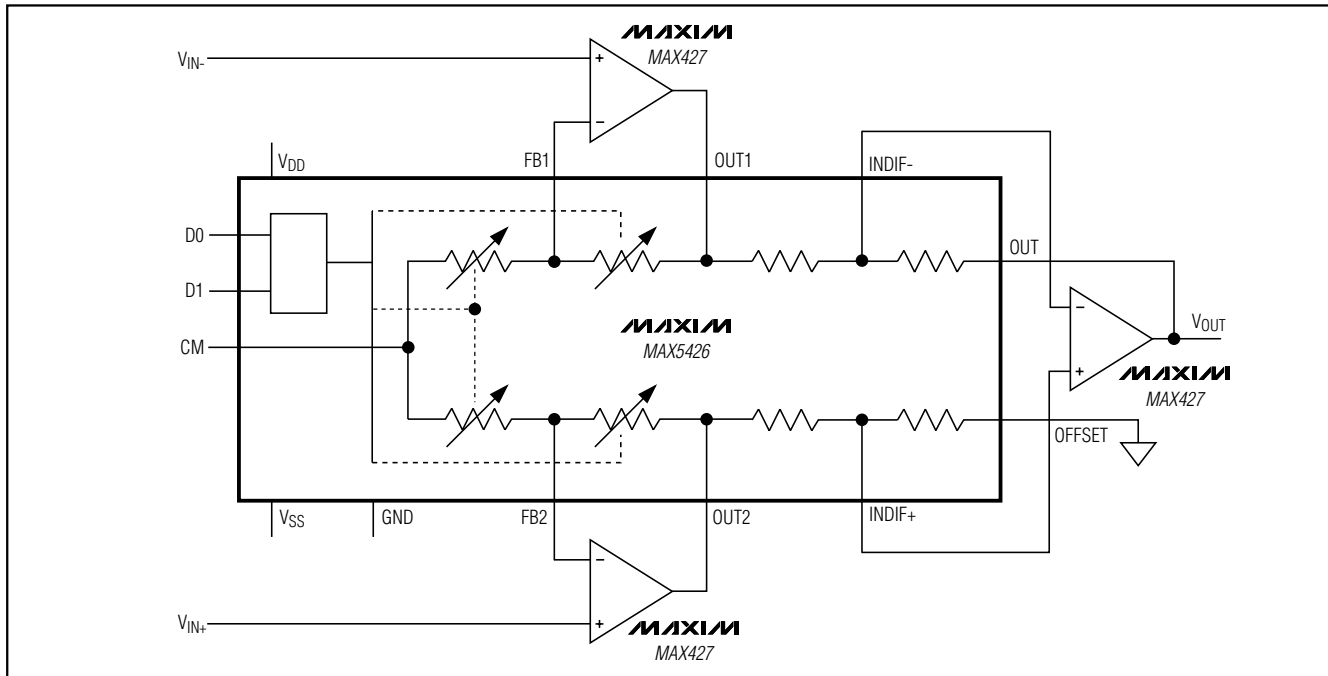 MAXIM
MAX427
VIN-
VDD
FB1
OUT1
INDIF-
D0
D1
OUT
CM
MAXIM
MAX5426
VOUT
MAXIM
MAX427
OFFSET
VSS
GND
FB2
OUT2
INDIF+
VIN+
MAXIM
MAX427
+
−
−
+
−
+